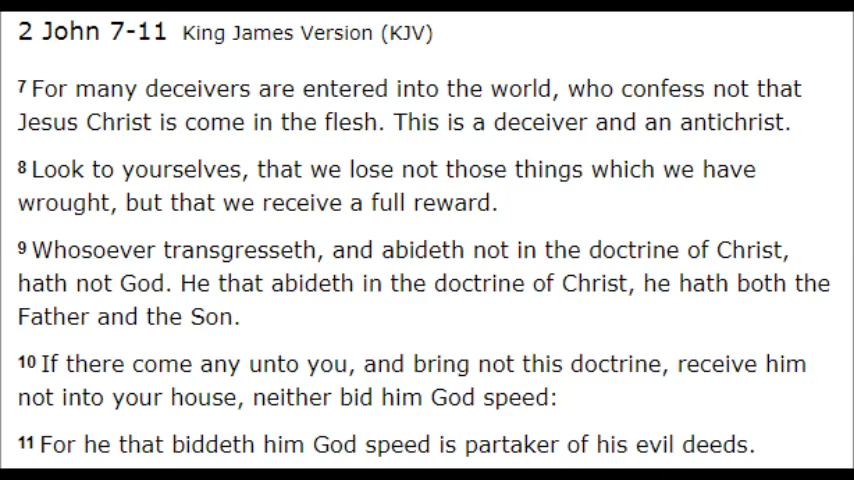 2 John 7-11 King James Version (KJV)
7 For many deceivers are entered into the world, who confess not that
Jesus Christ is come in the flesh. This is a deceiver and an antichrist.
8 Look to yourselves, that we lose not those things which we have
wrought, but that we receive a full reward.
9 Whosoever transgresseth, and abideth not in the doctrine of Christ,
hath not God. He that abideth in the doctrine of Christ, he hath both the
Father and the Son.
10 If there come any unto you, and bring not this doctrine, receive him
not into your house, neither bid him God speed:
11 For he that biddeth him God speed is partaker of his evil deeds.